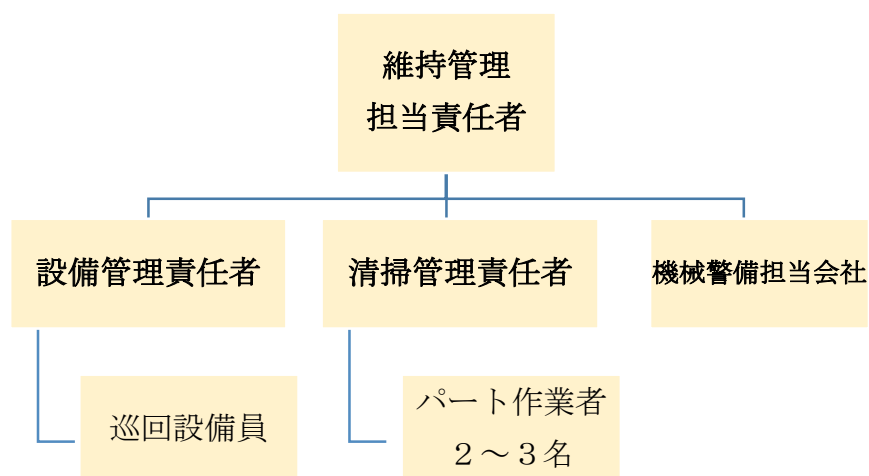 維持管理
担当責任者
設備管理責任者
清掃管理責任者
機械警備担当会社
巡回設備員
パート作業者
２～３名